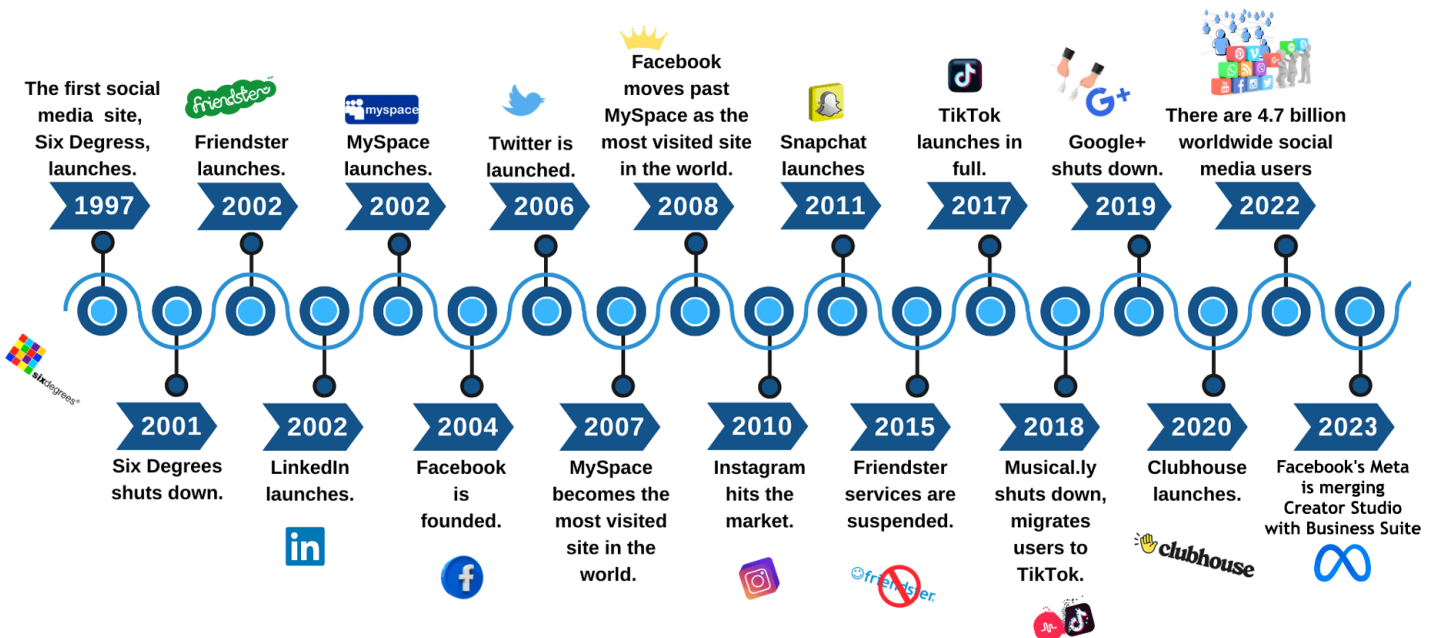 The first social
media site,
Six Degress,
launches.
1997
friendster
Friendster
launches.
2002
myspace
MySpace
launches.
2002
Twitter is
launched.
2006
Facebook
moves past
MySpace as the
most visited site
in the world.
2008
Snapchat
launches
2011
TikTok
launches in
full.
2017
G+
Google+
shuts down.
2019
There are 4.7 billion
worldwide social
media users
2022
sixdegrees®
2001
Six Degrees
shuts down.
2002
LinkedIn
launches.
in
2004
Facebook
is
founded.
f
2007
MySpace
becomes the
most visited
site in the
world.
2010
Instagram
hits the
market.
2015
Friendster
services are
suspended.
friendster
2018
Musical.ly
shuts down,
migrates
users to
TikTok.
2020
Clubhouse
launches.
clubhouse
2023
Facebook's Meta
is merging
Creator Studio
with Business Suite